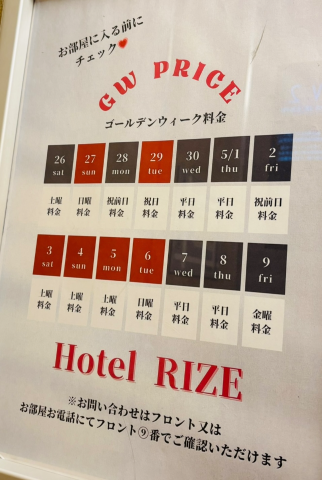 お部屋に入る前に
チェック♥
GW PRICE
ゴールデンウィーク料金
26 27 28 29 30 5/1 2
sat sun mon tue wed thu fri
土曜料金 日曜料金 祝前日料金 祝日料金 平日料金 平日料金 祝前日料金
3 4 5 6 7 8 9
sat sun mon tue wed thu fri
土曜料金 土曜料金 土曜料金 日曜料金 平日料金 平日料金 金曜料金
Hotel RIZE
※お問い合わせはフロント又は
お部屋お電話にてフロント⑨番でご確認いただけます